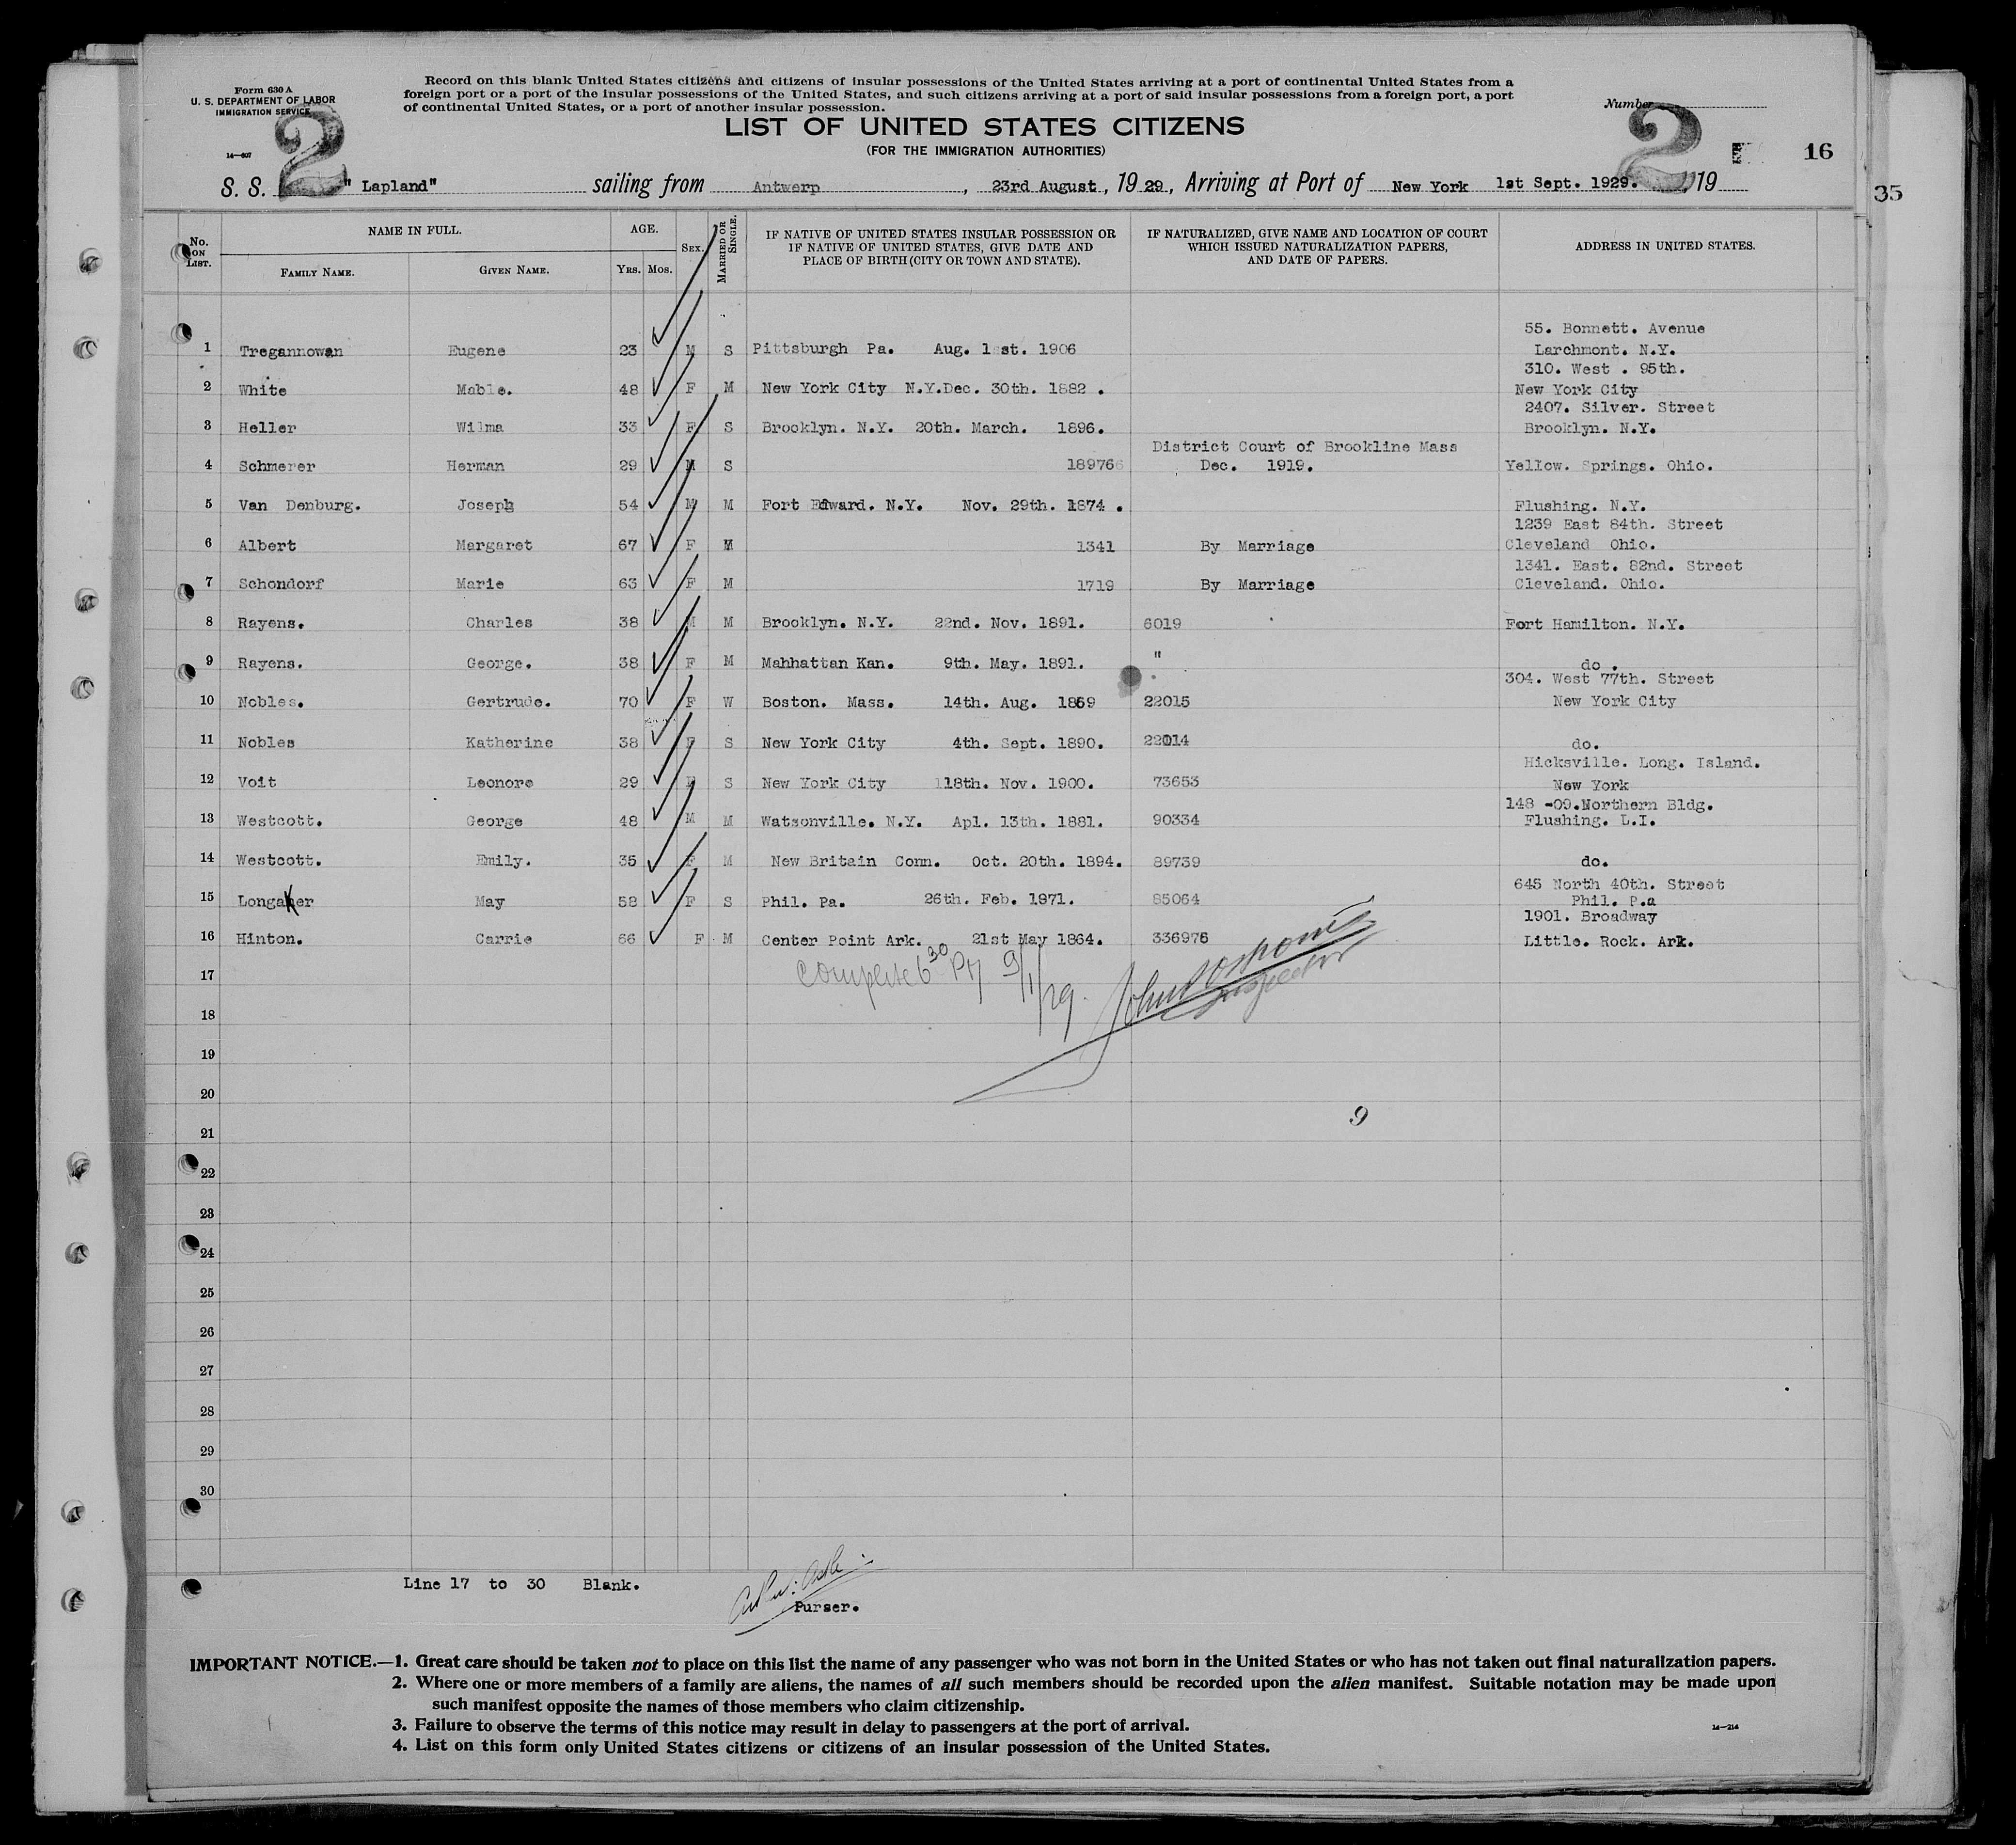 Form 630 A
U. S. DEPARTMENT OF LABOR
IMMIGRATION SERVICE
14—607
2
Record on this blank United States citizens and citizens of insular possessions of the United States arriving at a port of continental United States from a
foreign port or a port of the insular possessions of the United States, and such citizens arriving at a port of said insular possessions from a foreign port, a port
of continental United States, or a port of another insular possession.
Number
2
16
35
LIST OF UNITED STATES CITIZENS
(FOR THE IMMIGRATION AUTHORITIES)
S. S. " Lapland" sailing from Antwerp, 23rd August, 19 29, Arriving at Port of New York 1st Sept. 1929. 19
No. ON LIST. NAME IN FULL. AGE. SEX. MARRIED OR SINGLE. IF NATIVE OF UNITED STATES INSULAR POSSESSION OR IF NATIVE OF UNITED STATES, GIVE DATE AND PLACE OF BIRTH (CITY OR TOWN AND STATE). IF NATURALIZED, GIVE NAME AND LOCATION OF COURT WHICH ISSUED NATURALIZATION PAPERS, AND DATE OF PAPERS. ADDRESS IN UNITED STATES.
FAMILY NAME. GIVEN NAME. YRS. MOS.
55. Bonnett. Avenue
1 Tregannowan Eugene 23 M S Pittsburgh Pa. Aug. 1st. 1906 Larchmont. N.Y.
310. West . 95th.
2 White Mable. 48 F M New York City N.Y.Dec. 30th. 1882 . New York City
2407. Silver. Street
3 Heller Wilma 33 F S Brooklyn. N.Y. 20th. March. 1896. Brooklyn. N.Y.
District Court of Brookline Mass
4 Schmerer Herman 29 M S 189766 Dec. 1919. Yellow. Springs. Ohio.
5 Van Denburg. Joseph 54 M M Fort Edward. N.Y. Nov. 29th. 1874 . Flushing. N.Y.
1239 East 84th. Street
6 Albert Margaret 67 F M 1341 By Marriage Cleveland Ohio.
1341. East. 82nd. Street
7 Schondorf Marie 63 F M 1719 By Marriage Cleveland. Ohio.
8 Rayens. Charles 38 M M Brooklyn. N.Y. 22nd. Nov. 1891. 6019 Fort Hamilton. N.Y.
9 Rayens. George. 38 F M Mahhattan Kan. 9th. May. 1891. " do .
304. West 77th. Street
10 Nobles. Gertrude. 70 F W Boston. Mass. 14th. Aug. 1859 22015 New York City
11 Nobles Katherine 38 F S New York City 4th. Sept. 1890. 22014 do.
Hicksville. Long. Island.
12 Voit Leonore 29 F S New York City 18th. Nov. 1900. 73653 New York
148 -09.Northern Bldg.
13 Westcott. George 48 M M Watsonville. N.Y. Apl. 13th. 1881. 90334 Flushing. L.I.
14 Westcott. Emily. 35 F M New Britain Conn. Oct. 20th. 1894. 89739 do.
645 North 40th. Street
15 Longaker May 58 F S Phil. Pa. 26th. Feb. 1871. 85064 Phil. P.a
1901. Broadway
16 Hinton. Carrie 66 F M Center Point Ark. 21st May 1864. 336976 Little. Rock. Ark.
17 Complete 6 30 PM 9/1/29.
Inspector
18
19
20
9
21
22
23
24
25
26
27
28
29
30
Line 17 to 30 Blank.
Purser.
IMPORTANT NOTICE.—1. Great care should be taken not to place on this list the name of any passenger who was not born in the United States or who has not taken out final naturalization papers.
2. Where one or more members of a family are aliens, the names of all such members should be recorded upon the alien manifest. Suitable notation may be made upon
such manifest opposite the names of those members who claim citizenship.
3. Failure to observe the terms of this notice may result in delay to passengers at the port of arrival.
14—214
4. List on this form only United States citizens or citizens of an insular possession of the United States.